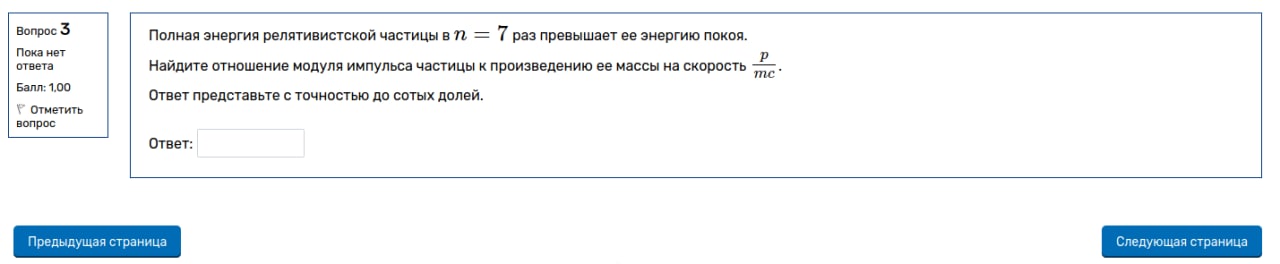 Вопрос 3
Пока нет
ответа
Балл: 1,00
Отметить
вопрос
Полная энергия релятивистской частицы в n = 7 раз превышает ее энергию покоя.
Найдите отношение модуля импульса частицы к произведению ее массы на скорость p/mc.
Ответ представьте с точностью до сотых долей.
Ответ:
Предыдущая страница
Следующая страница